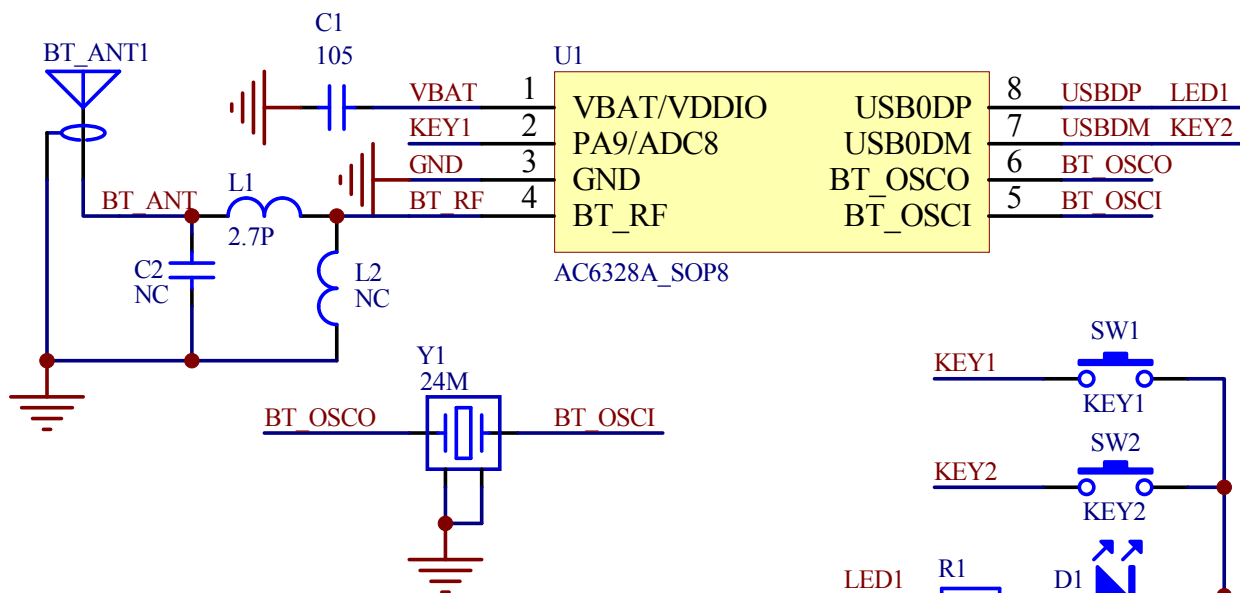 C1
105
BT_ANT1
U1
VBAT
1
VBAT/VDDIO
USB0DP
8
USBDP
LED1
KEY1
2
PA9/ADC8
USB0DM
7
USBDM
KEY2
GND
3
GND
BT_OSCO
6
BT_OSCO
BT_ANT
L1
2.7P
BT_RF
4
BT_RF
BT_OSCI
5
BT_OSCI
AC6328A_SOP8
C2
NC
L2
NC
Y1
24M
BT_OSCO
BT_OSCI
SW1
KEY1
KEY1
SW2
KEY2
KEY2
LED1
R1
D1